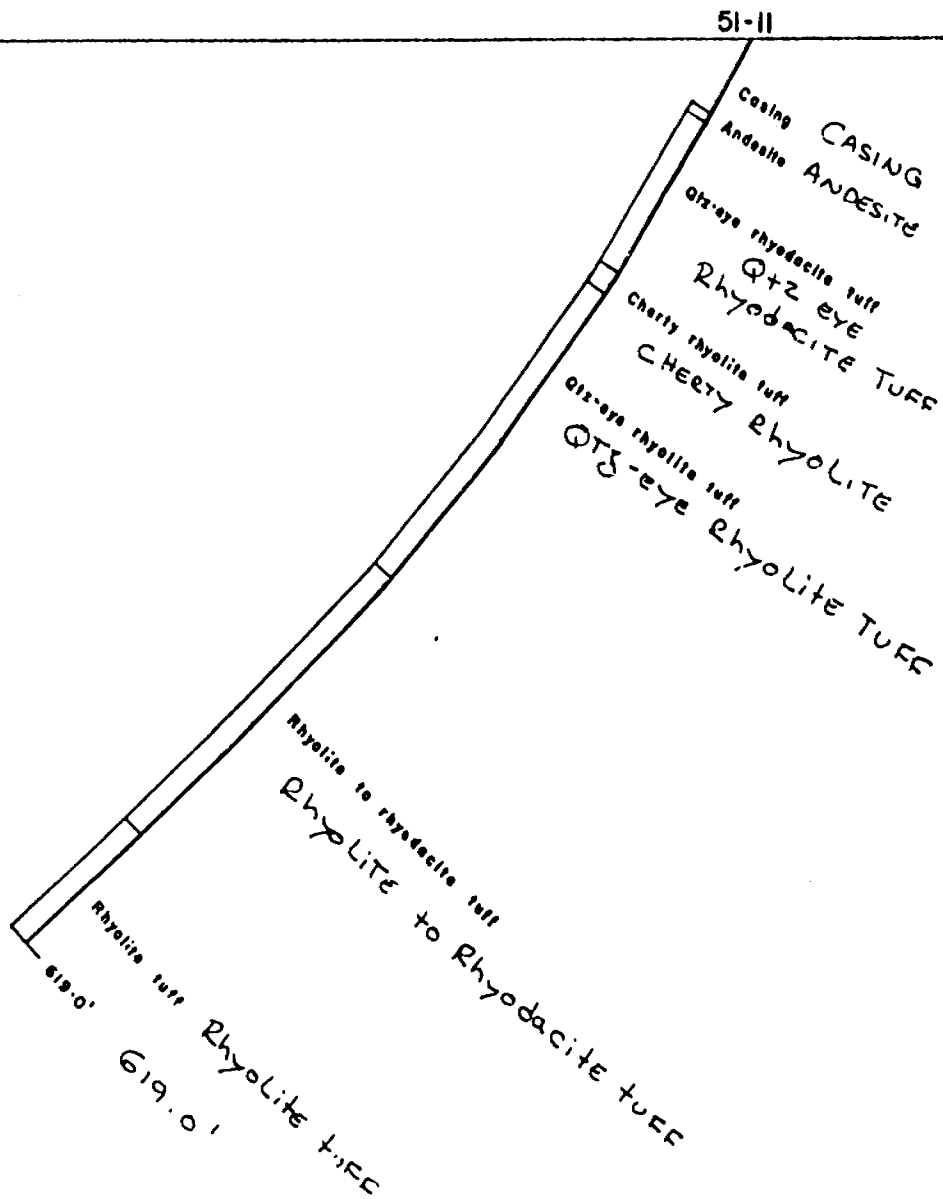 51-11
Casing
CASING
Andesite
ANDESITE
Qtz-eye rhyodacite tuff
Qtz EYE
RhyodaciTE TUFF
Cherty rhyolite tuff
CHERTY RhyoLITE
Qtz-eye rhyolite tuff
QTz-eye RhyoLitE TUFF
Rhyolite to rhyodacite tuff
RhyoLiTE to Rhyodacite tuFF
Rhyolite tuff
RhyoLite tuFF
619.0'
619.0'